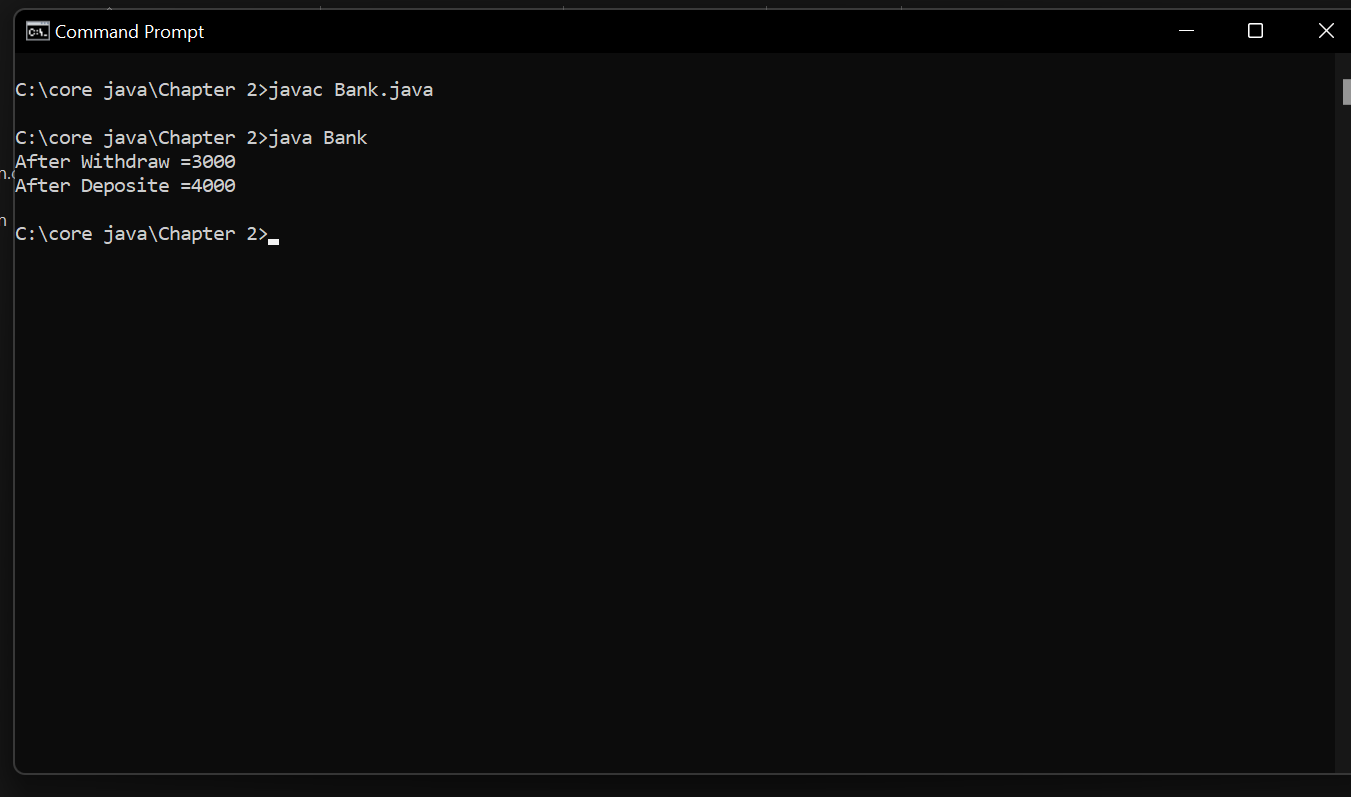 Command Prompt
C:\core java\Chapter 2>javac Bank.java
C:\core java\Chapter 2>java Bank
After Withdraw =3000
After Deposite =4000
C:\core java\Chapter 2>